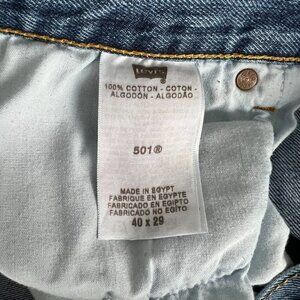 Levi's
100% COTTON - COTON -
ALGODÓN - ALGODÃO
501®
MADE IN EGYPT
FABRIQUE EN EGYPTE
FABRICADO EN EGIPTO
FABRICADO NO EGITO
40 x 29